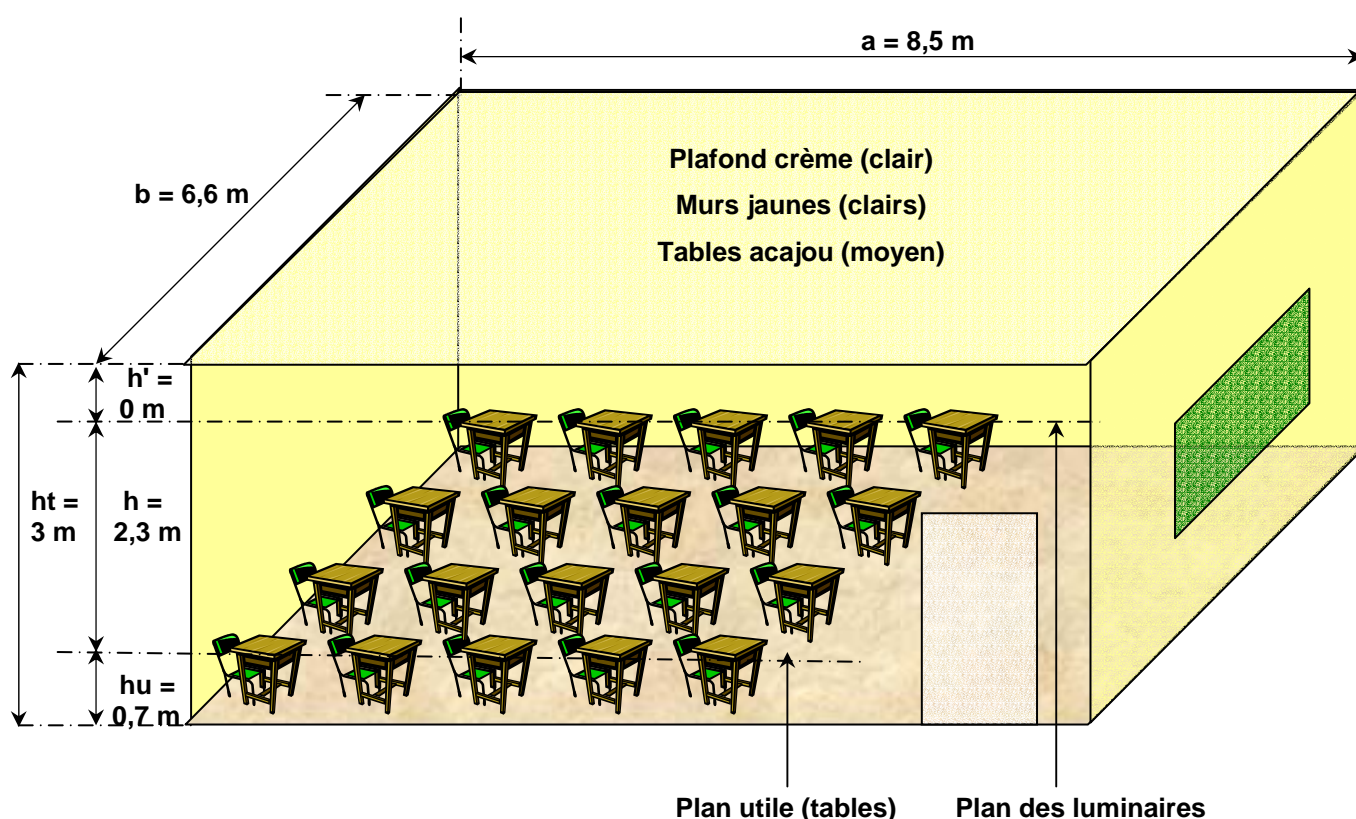 a = 8,5 m
b = 6,6 m
Plafond crème (clair)
Murs jaunes (clairs)
Tables acajou (moyen)
h' =
0 m
ht =
3 m
h =
2,3 m
hu =
0,7 m
Plan utile (tables)
Plan des luminaires